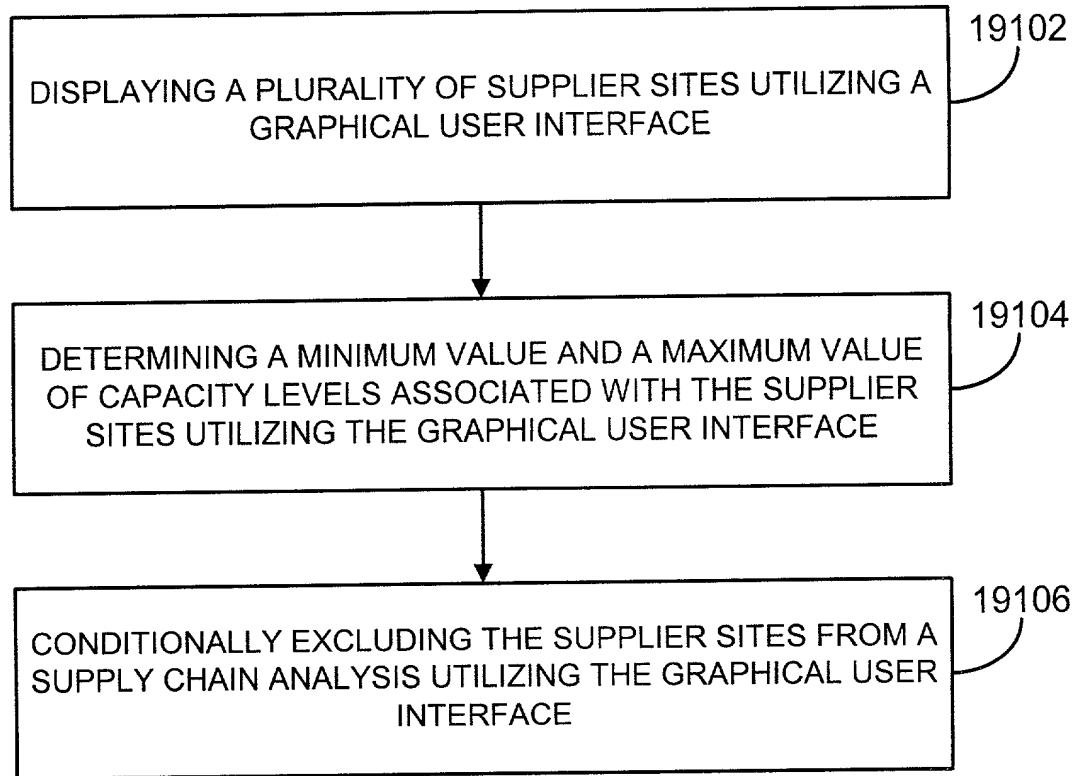 19102
DISPLAYING A PLURALITY OF SUPPLIER SITES UTILIZING A
GRAPHICAL USER INTERFACE
19104
DETERMINING A MINIMUM VALUE AND A MAXIMUM VALUE
OF CAPACITY LEVELS ASSOCIATED WITH THE SUPPLIER
SITES UTILIZING THE GRAPHICAL USER INTERFACE
19106
CONDITIONALLY EXCLUDING THE SUPPLIER SITES FROM A
SUPPLY CHAIN ANALYSIS UTILIZING THE GRAPHICAL USER
INTERFACE